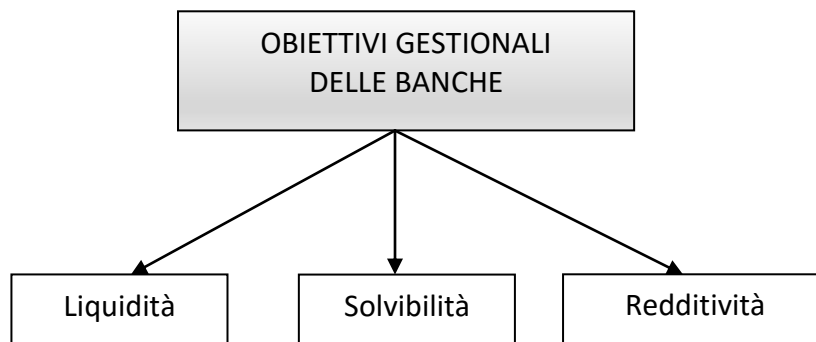 OBIETTIVI GESTIONALI
DELLE BANCHE
Liquidità
Solvibilità
Redditività